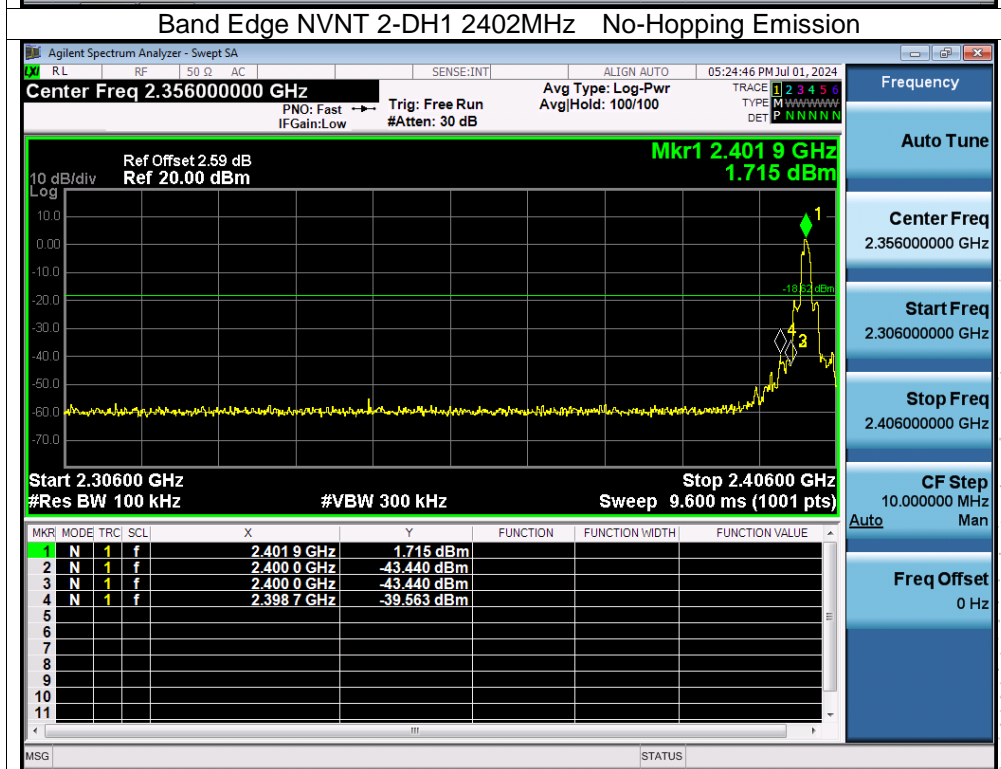 Band Edge NVNT 2-DH1 2402MHz No-Hopping Emission
Agilent Spectrum Analyzer - Swept SA
LXI RL RF 50 Ω AC SENSE:INT ALIGN AUTO 05:24:46 PM Jul 01, 2024
Center Freq 2.356000000 GHz
PNO: Fast
IFGain:Low
Trig: Free Run
#Atten: 30 dB
Avg Type: Log-Pwr
Avg|Hold: 100/100
TRACE 1 2 3 4 5 6
TYPE M WWWWW
DET P N N N N N
Frequency
Auto Tune
Center Freq
2.356000000 GHz
Start Freq
2.306000000 GHz
Stop Freq
2.406000000 GHz
CF Step
10.000000 MHz
Auto Man
Freq Offset
0 Hz
Mkr1 2.401 9 GHz
1.715 dBm
Ref Offset 2.59 dB
10 dB/div Ref 20.00 dBm
Log
10.0
0.00
-10.0
-20.0
-30.0
-40.0
-50.0
-60.0
-70.0
1
-18.62 dBm
4
3
Start 2.30600 GHz Stop 2.40600 GHz
#Res BW 100 kHz #VBW 300 kHz Sweep 9.600 ms (1001 pts)
MKR MODE TRC SCL X Y FUNCTION FUNCTION WIDTH FUNCTION VALUE
1 N 1 f 2.401 9 GHz 1.715 dBm
2 N 1 f 2.400 0 GHz -43.440 dBm
3 N 1 f 2.400 0 GHz -43.440 dBm
4 N 1 f 2.398 7 GHz -39.563 dBm
5
6
7
8
9
10
11
MSG STATUS